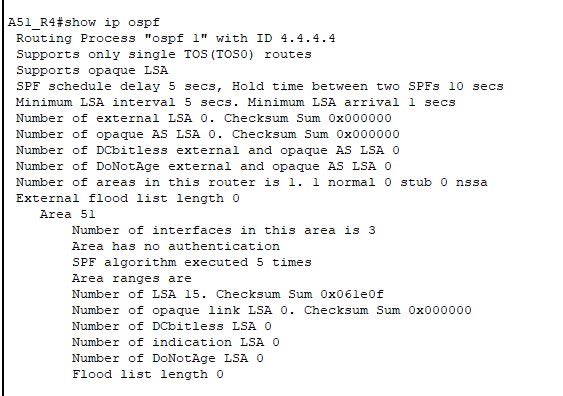 A51_R4#show ip ospf
Routing Process "ospf 1" with ID 4.4.4.4
Supports only single TOS(TOS0) routes
Supports opaque LSA
SPF schedule delay 5 secs, Hold time between two SPFs 10 secs
Minimum LSA interval 5 secs. Minimum LSA arrival 1 secs
Number of external LSA 0. Checksum Sum 0x000000
Number of opaque AS LSA 0. Checksum Sum 0x000000
Number of DCbitless external and opaque AS LSA 0
Number of DoNotAge external and opaque AS LSA 0
Number of areas in this router is 1. 1 normal 0 stub 0 nssa
External flood list length 0
Area 51
Number of interfaces in this area is 3
Area has no authentication
SPF algorithm executed 5 times
Area ranges are
Number of LSA 15. Checksum Sum 0x061e0f
Number of opaque link LSA 0. Checksum Sum 0x000000
Number of DCbitless LSA 0
Number of indication LSA 0
Number of DoNotAge LSA 0
Flood list length 0